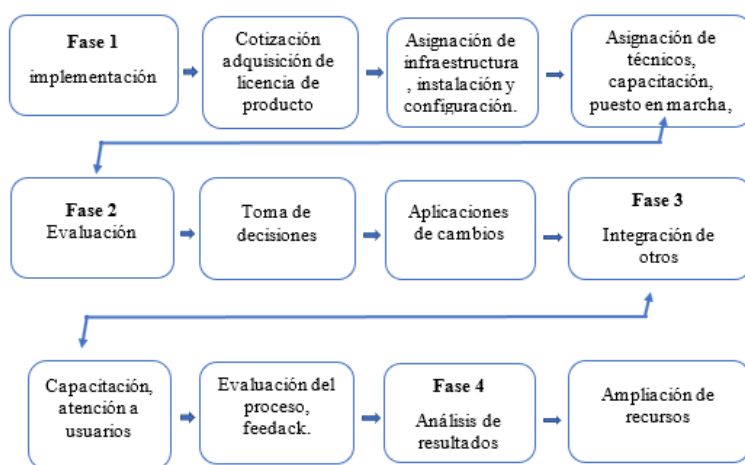 Fase 1
implementación
Cotización
adquisición de
licencia de
producto
Asignación de
infraestructura
, instalación y
configuración.
Asignación de
técnicos,
capacitación,
puesto en marcha,
Fase 2
Evaluación
Toma de
decisiones
Aplicaciones
de cambios
Fase 3
Integración de
otros
Capacitación,
atención a
usuarios
Evaluación del
proceso,
feedack.
Fase 4
Análisis de
resultados
Ampliación de
recursos